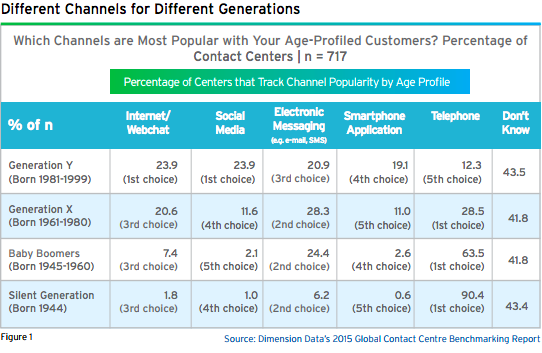 Different Channels for Different Generations
Which Channels are Most Popular with Your Age-Profiled Customers? Percentage of
Contact Centers | n = 717
Percentage of Centers that Track Channel Popularity by Age Profile
% of n
Internet/
Webchat
Social
Media
Electronic
Messaging
(e.g. e-mail, SMS)
Smartphone
Application
Telephone
Don't
Know
Generation Y
(Born 1981-1999)
23.9
(1st choice)
23.9
(1st choice)
20.9
(3rd choice)
19.1
(4th choice)
12.3
(5th choice)
43.5
Generation X
(Born 1961-1980)
20.6
(3rd choice)
11.6
(4th choice)
28.3
(2nd choice)
11.0
(5th choice)
28.5
(1st choice)
41.8
Baby Boomers
(Born 1945-1960)
7.4
(3rd choice)
2.1
(5th choice)
24.4
(2nd choice)
2.6
(4th choice)
63.5
(1st choice)
41.8
Silent Generation
(Born 1944)
1.8
(3rd choice)
1.0
(4th choice)
6.2
(2nd choice)
0.6
(5th choice)
90.4
(1st choice)
43.4
Figure 1
Source: Dimension Data's 2015 Global Contact Centre Benchmarking Report